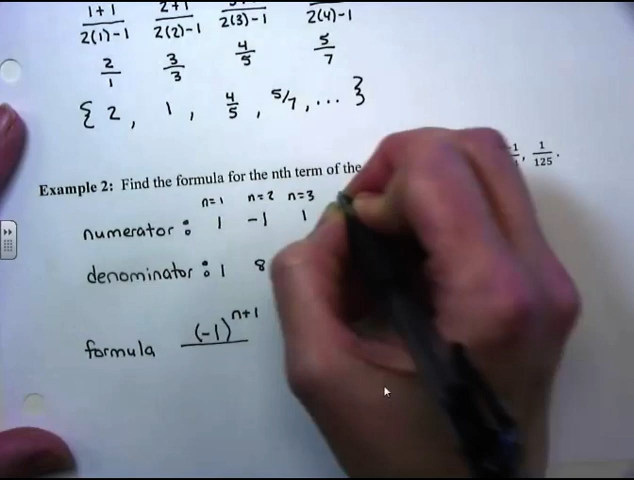 1+1 2+1
2(1)-1 2(2)-1 2(3)-1 2(4)-1
2/1 3/3 4/5 5/7
{ 2 , 1 , 4/5 , 5/7 , ... }
Example 2: Find the formula for the nth term of the , 1/125 .
n=1 n=2 n=3
numerator : 1 -1 1
denominator : 1 8
formula (-1)^n+1